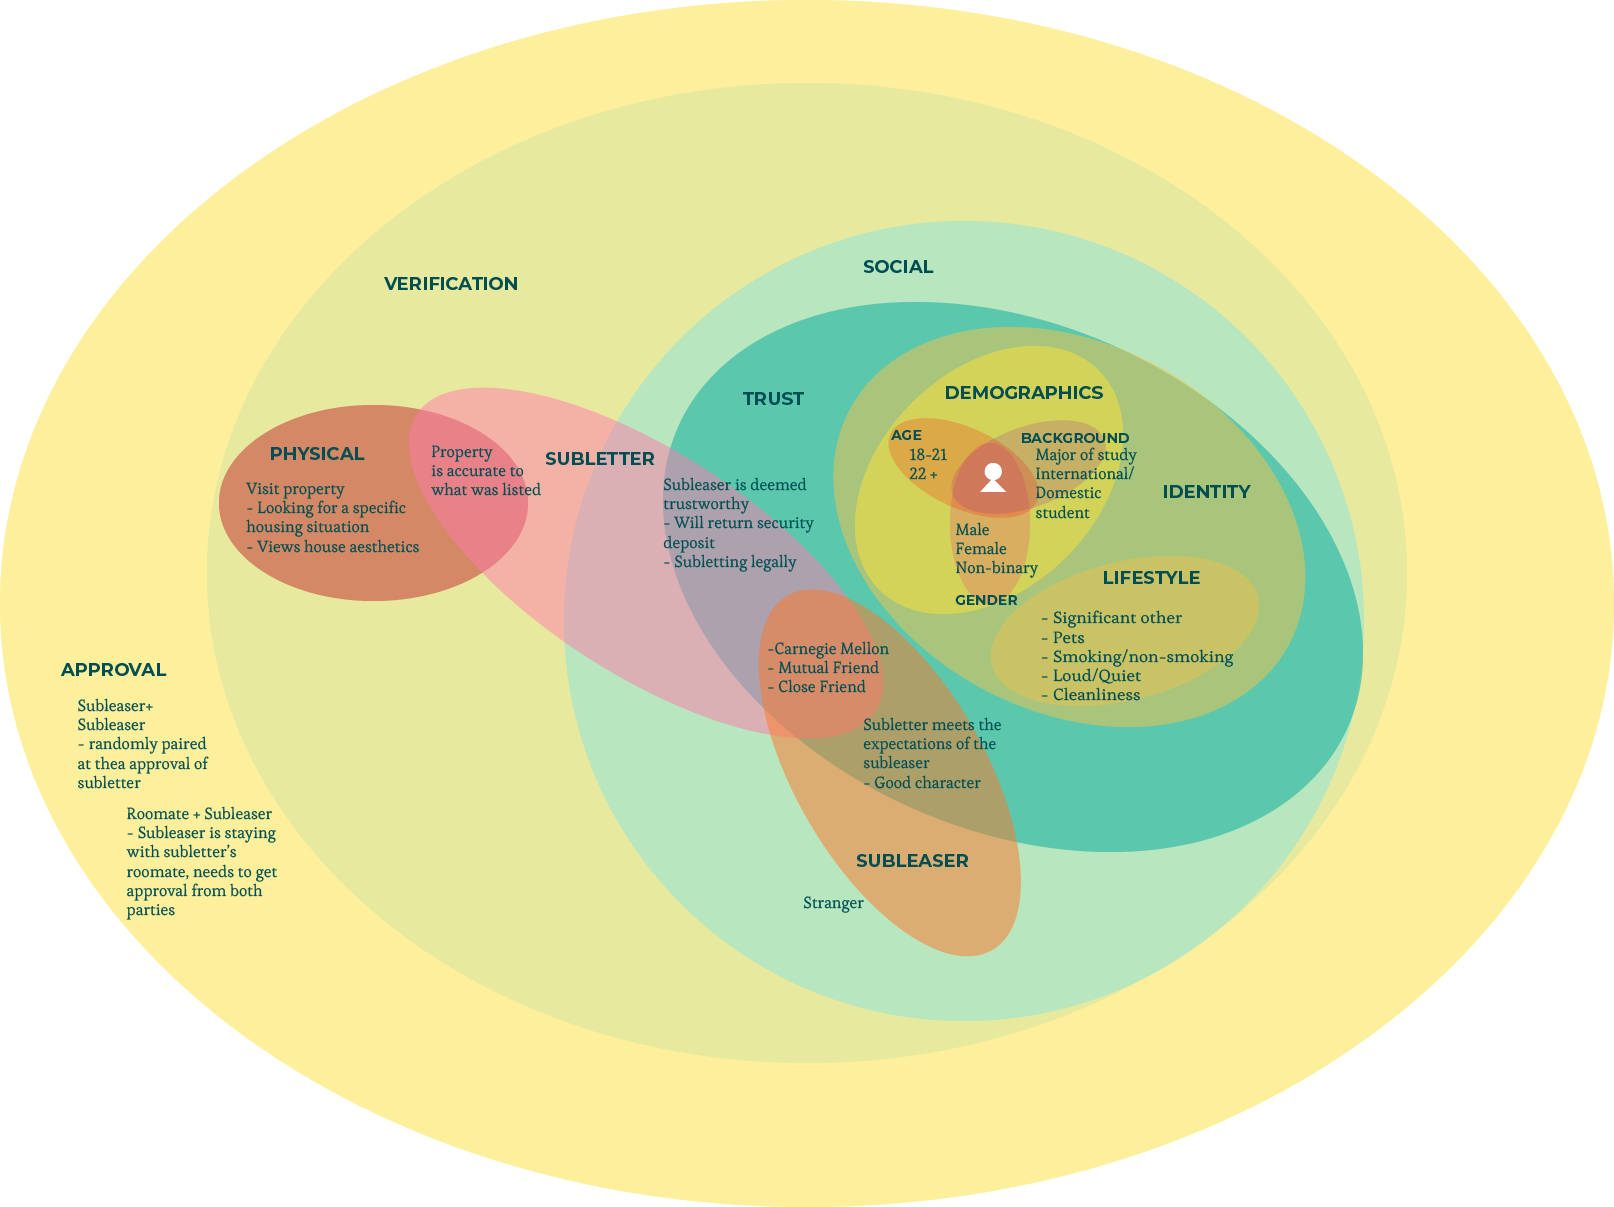 SOCIAL
VERIFICATION
TRUST
DEMOGRAPHICS
AGE
18-21
22 +
BACKGROUND
Major of study
International/
Domestic
student
IDENTITY
Male
Female
Non-binary
GENDER
LIFESTYLE
- Significant other
- Pets
- Smoking/non-smoking
- Loud/Quiet
- Cleanliness
PHYSICAL
Visit property
- Looking for a specific
housing situation
- Views house aesthetics
Property
is accurate to
what was listed
SUBLETTER
Subleaser is deemed
trustworthy
- Will return security
deposit
- Subletting legally
-Carnegie Mellon
- Mutual Friend
- Close Friend
Subletter meets the
expectations of the
subleaser
- Good character
SUBLEASER
Stranger
APPROVAL
Subleaser+
Subleaser
- randomly paired
at thea approval of
subletter
Roomate + Subleaser
- Subleaser is staying
with subletter's
roomate, needs to get
approval from both
parties